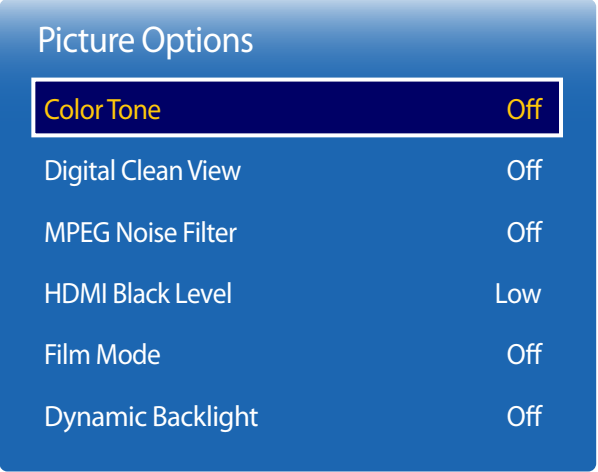 Picture Options
Color Tone Off
Digital Clean View Off
MPEG Noise Filter Off
HDMI Black Level Low
Film Mode Off
Dynamic Backlight Off